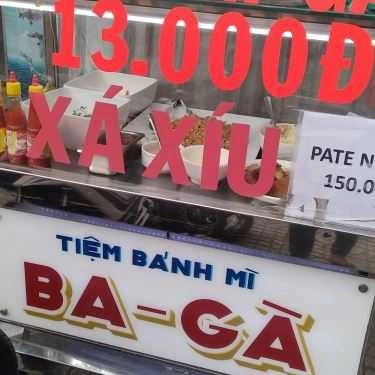 13.000Đ
XÁ XÍU
PATE
150.0
TIỆM BÁNH MÌ
BA-GÀ